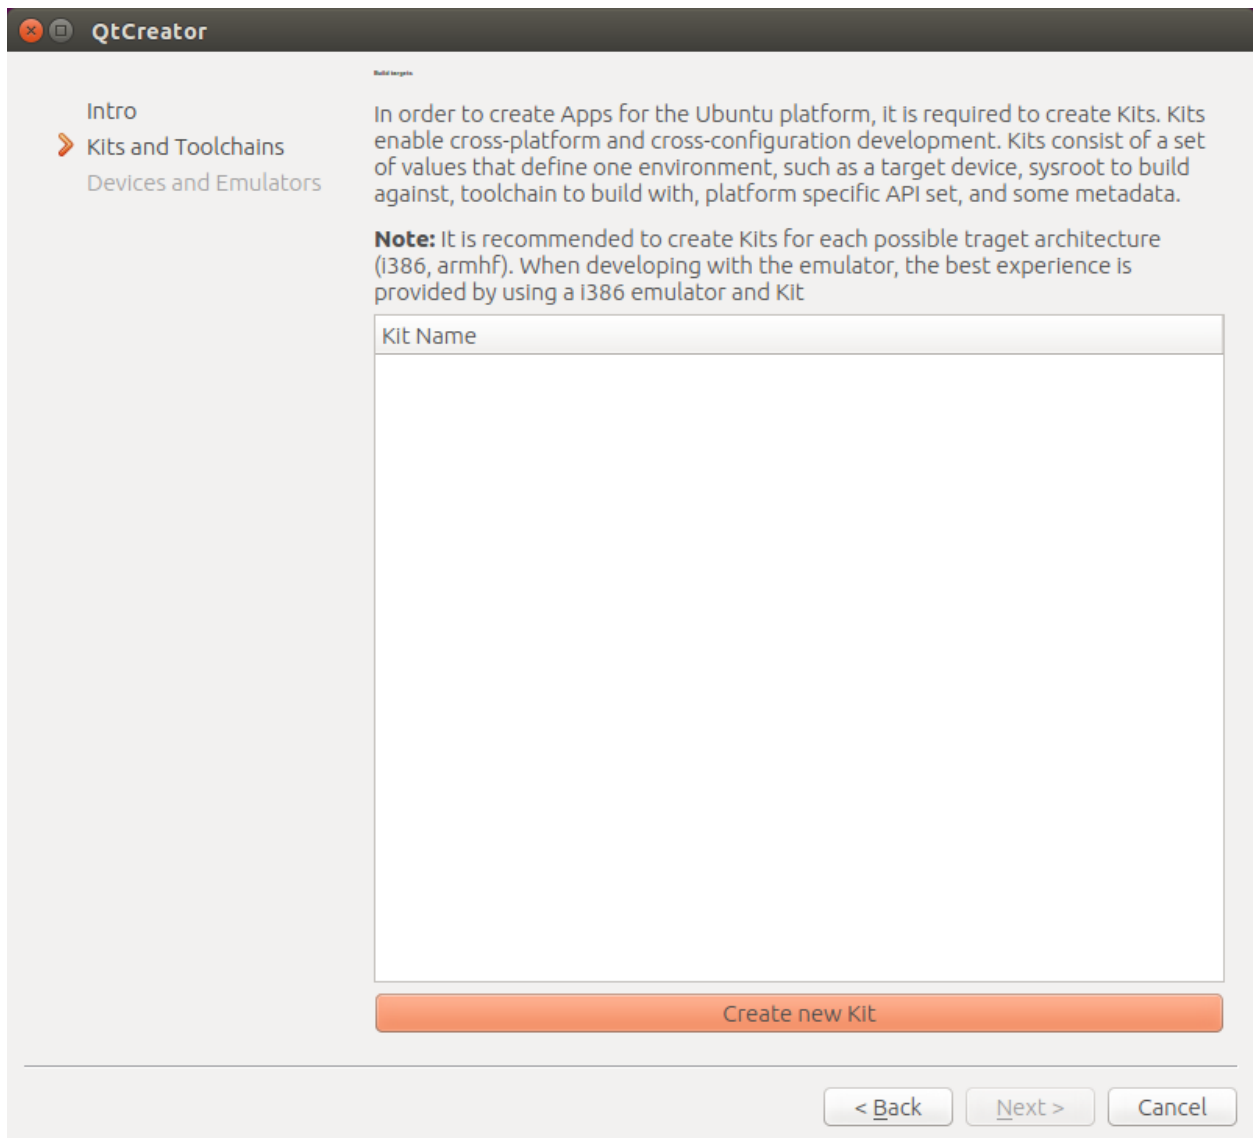 QtCreator
Build targets
Intro
Kits and Toolchains
Devices and Emulators
In order to create Apps for the Ubuntu platform, it is required to create Kits. Kits
enable cross-platform and cross-configuration development. Kits consist of a set
of values that define one environment, such as a target device, sysroot to build
against, toolchain to build with, platform specific API set, and some metadata.
Note: It is recommended to create Kits for each possible traget architecture
(i386, armhf). When developing with the emulator, the best experience is
provided by using a i386 emulator and Kit
Kit Name
Create new Kit
< Back
Next >
Cancel